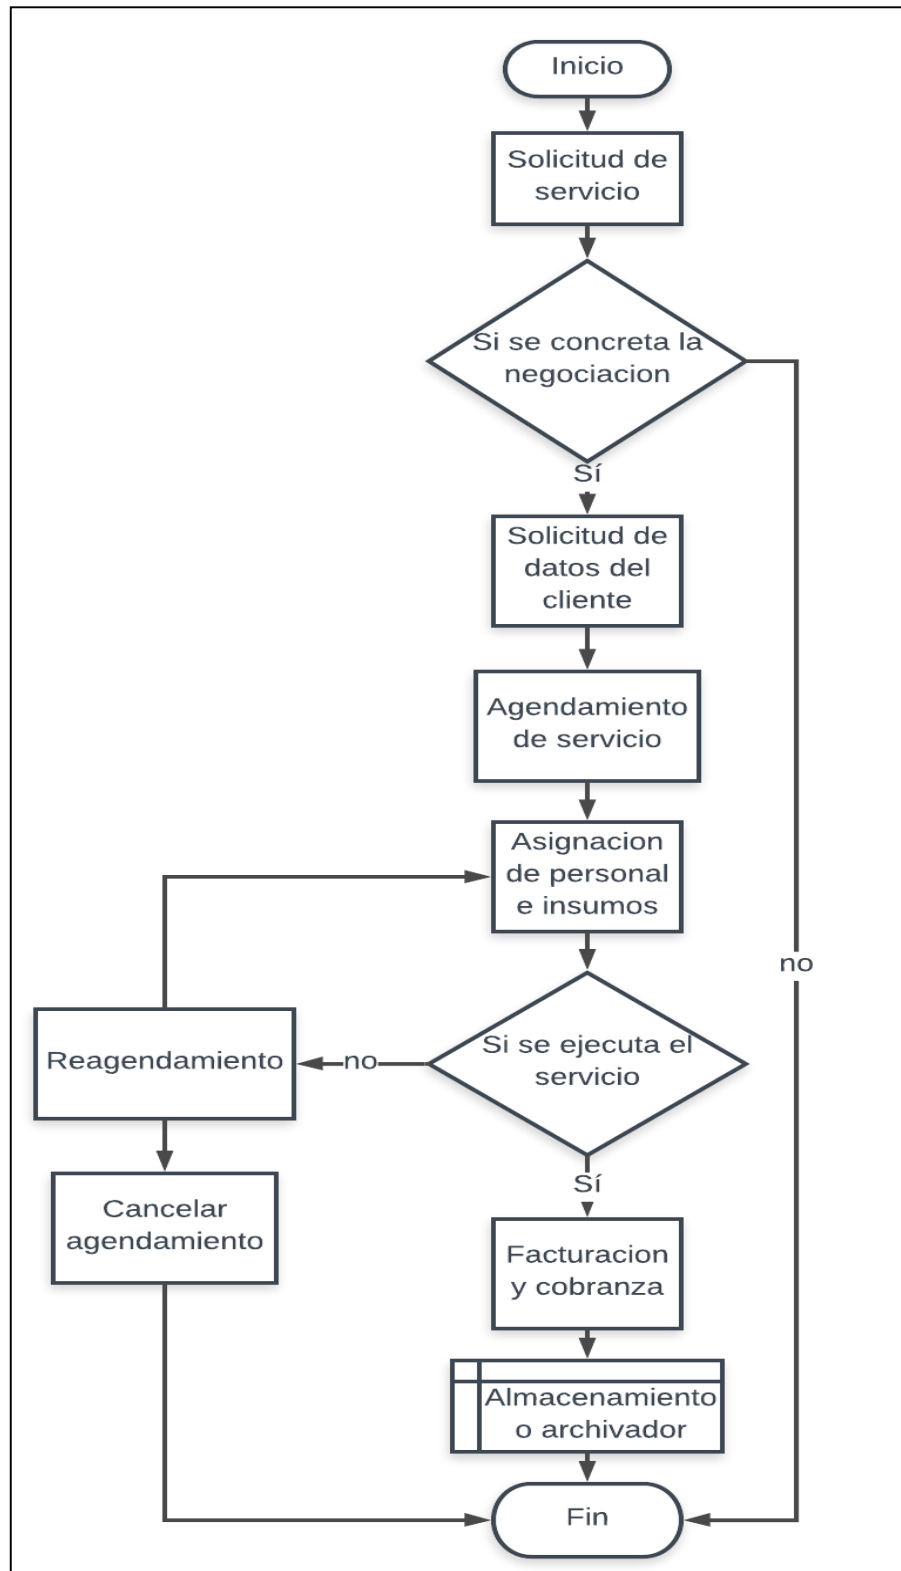 Inicio
Solicitud de
servicio
Si se concreta la
negociacion
Sí
Solicitud de
datos del
cliente
Agendamiento
de servicio
Asignacion
de personal
e insumos
no
Si se ejecuta el
servicio
no
Reagendamiento
Cancelar
agendamiento
Sí
Facturacion
y cobranza
Almacenamiento
o archivador
Fin